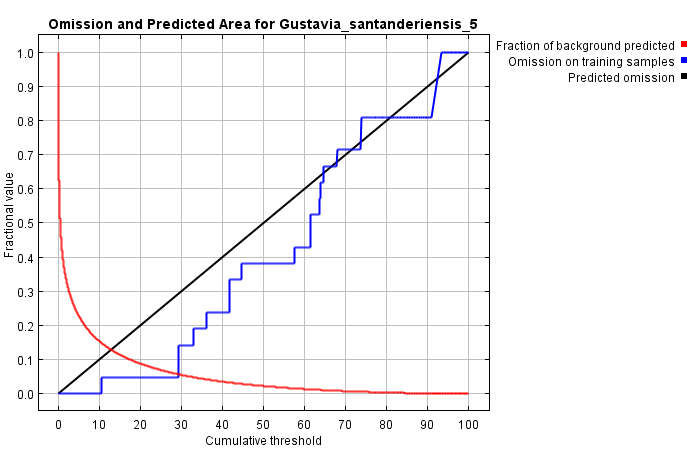 Omission and Predicted Area for Gustavia_santanderiensis_5
Fraction of background predicted
Omission on training samples
Predicted omission
Fractional value
1.0
0.9
0.8
0.7
0.6
0.5
0.4
0.3
0.2
0.1
0.0
0 10 20 30 40 50 60 70 80 90 100
Cumulative threshold